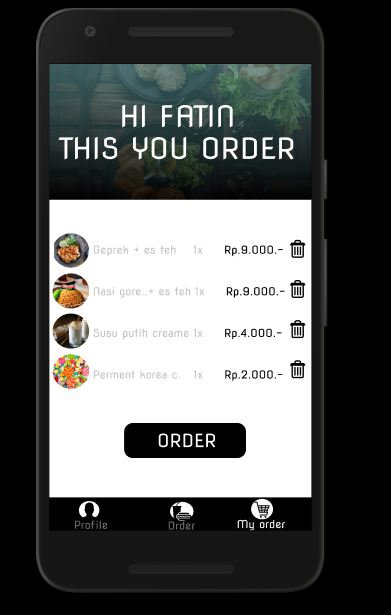 HI FATIN
THIS YOU ORDER
Geprek + es teh 1x Rp.9.000.-
Nasi gore..+ es teh 1x Rp.9.000.-
Susu putih creame 1x Rp.4.000.-
Perment korea c. 1x Rp.2.000.-
ORDER
Profile Order My order